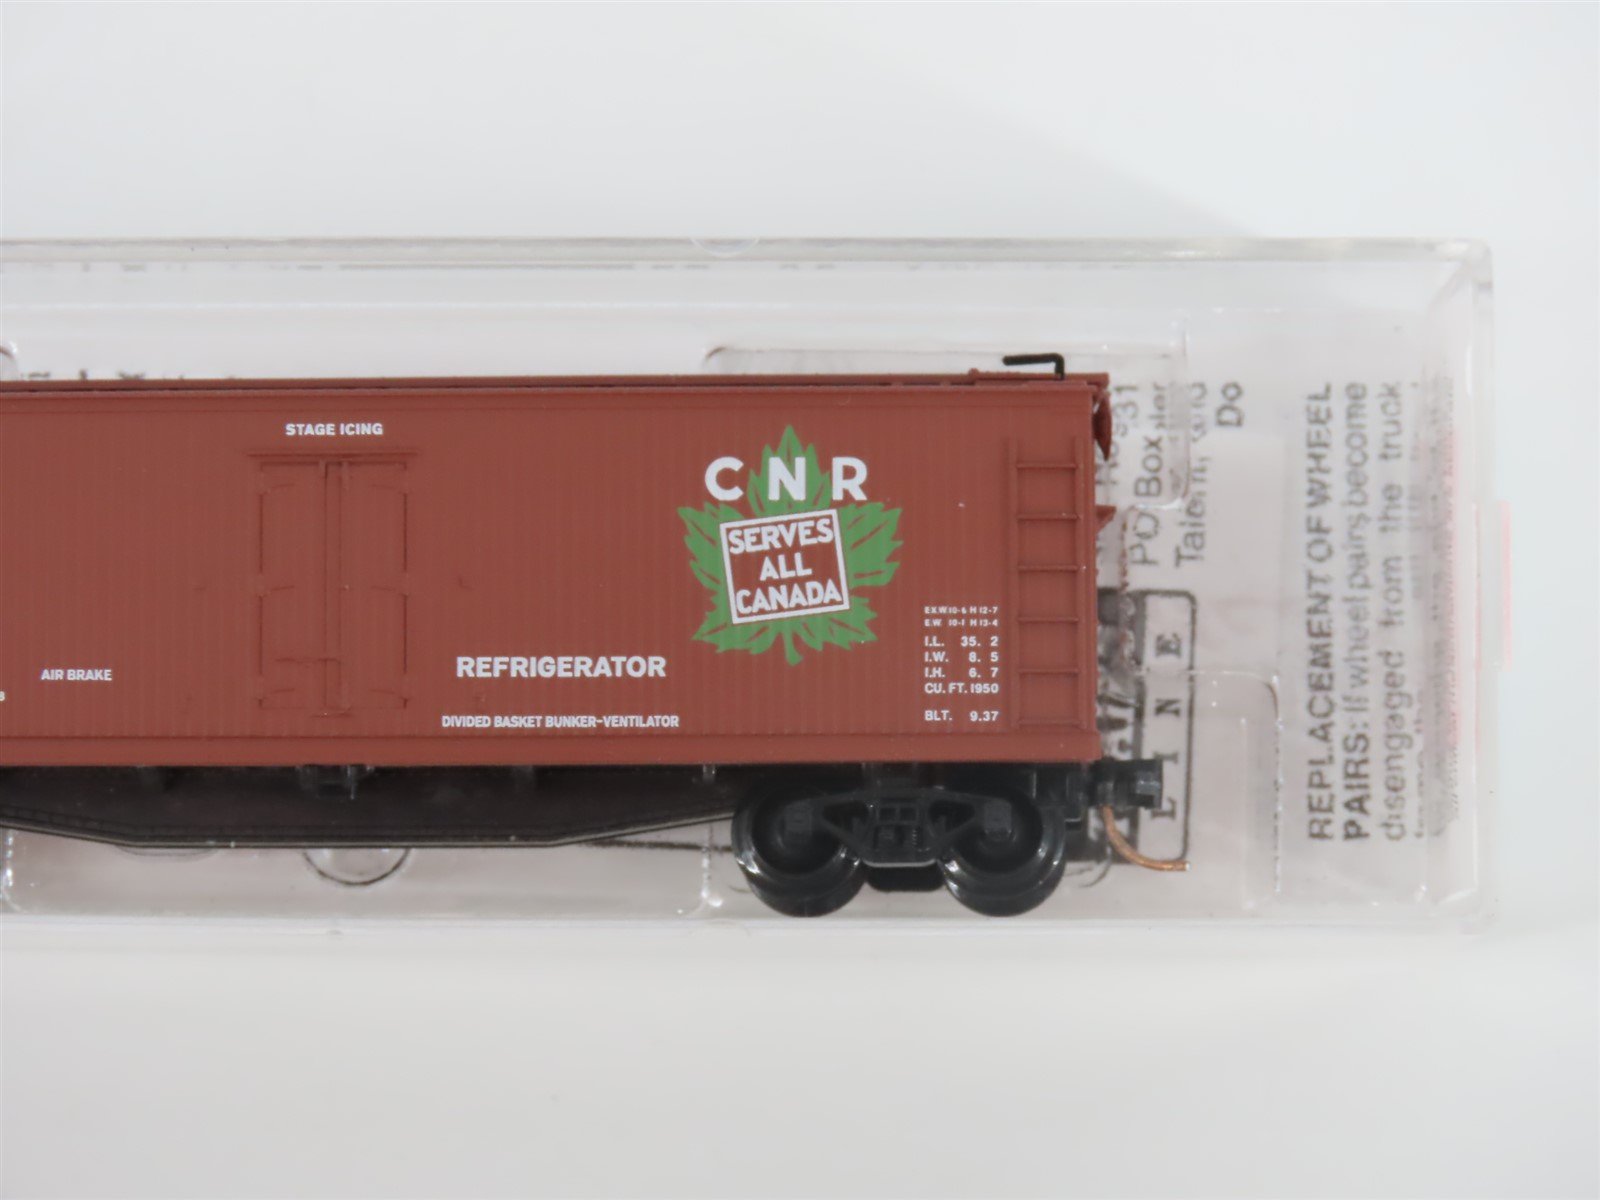 STAGE ICING
CNR
SERVES
ALL
CANADA
EX.W.10-6 H 12-7
E.W. 10-1 H 13-4
I.L. 35. 2
I.W. 8. 5
I.H. 6. 7
CU. FT. 1950
BLT. 9.37
AIR BRAKE
REFRIGERATOR
DIVIDED BASKET BUNKER-VENTILATOR
PO Box
Do
LINE
REPLACEMENT OF WHEEL
PAIRS: If wheel pairs become
disengaged from the truck